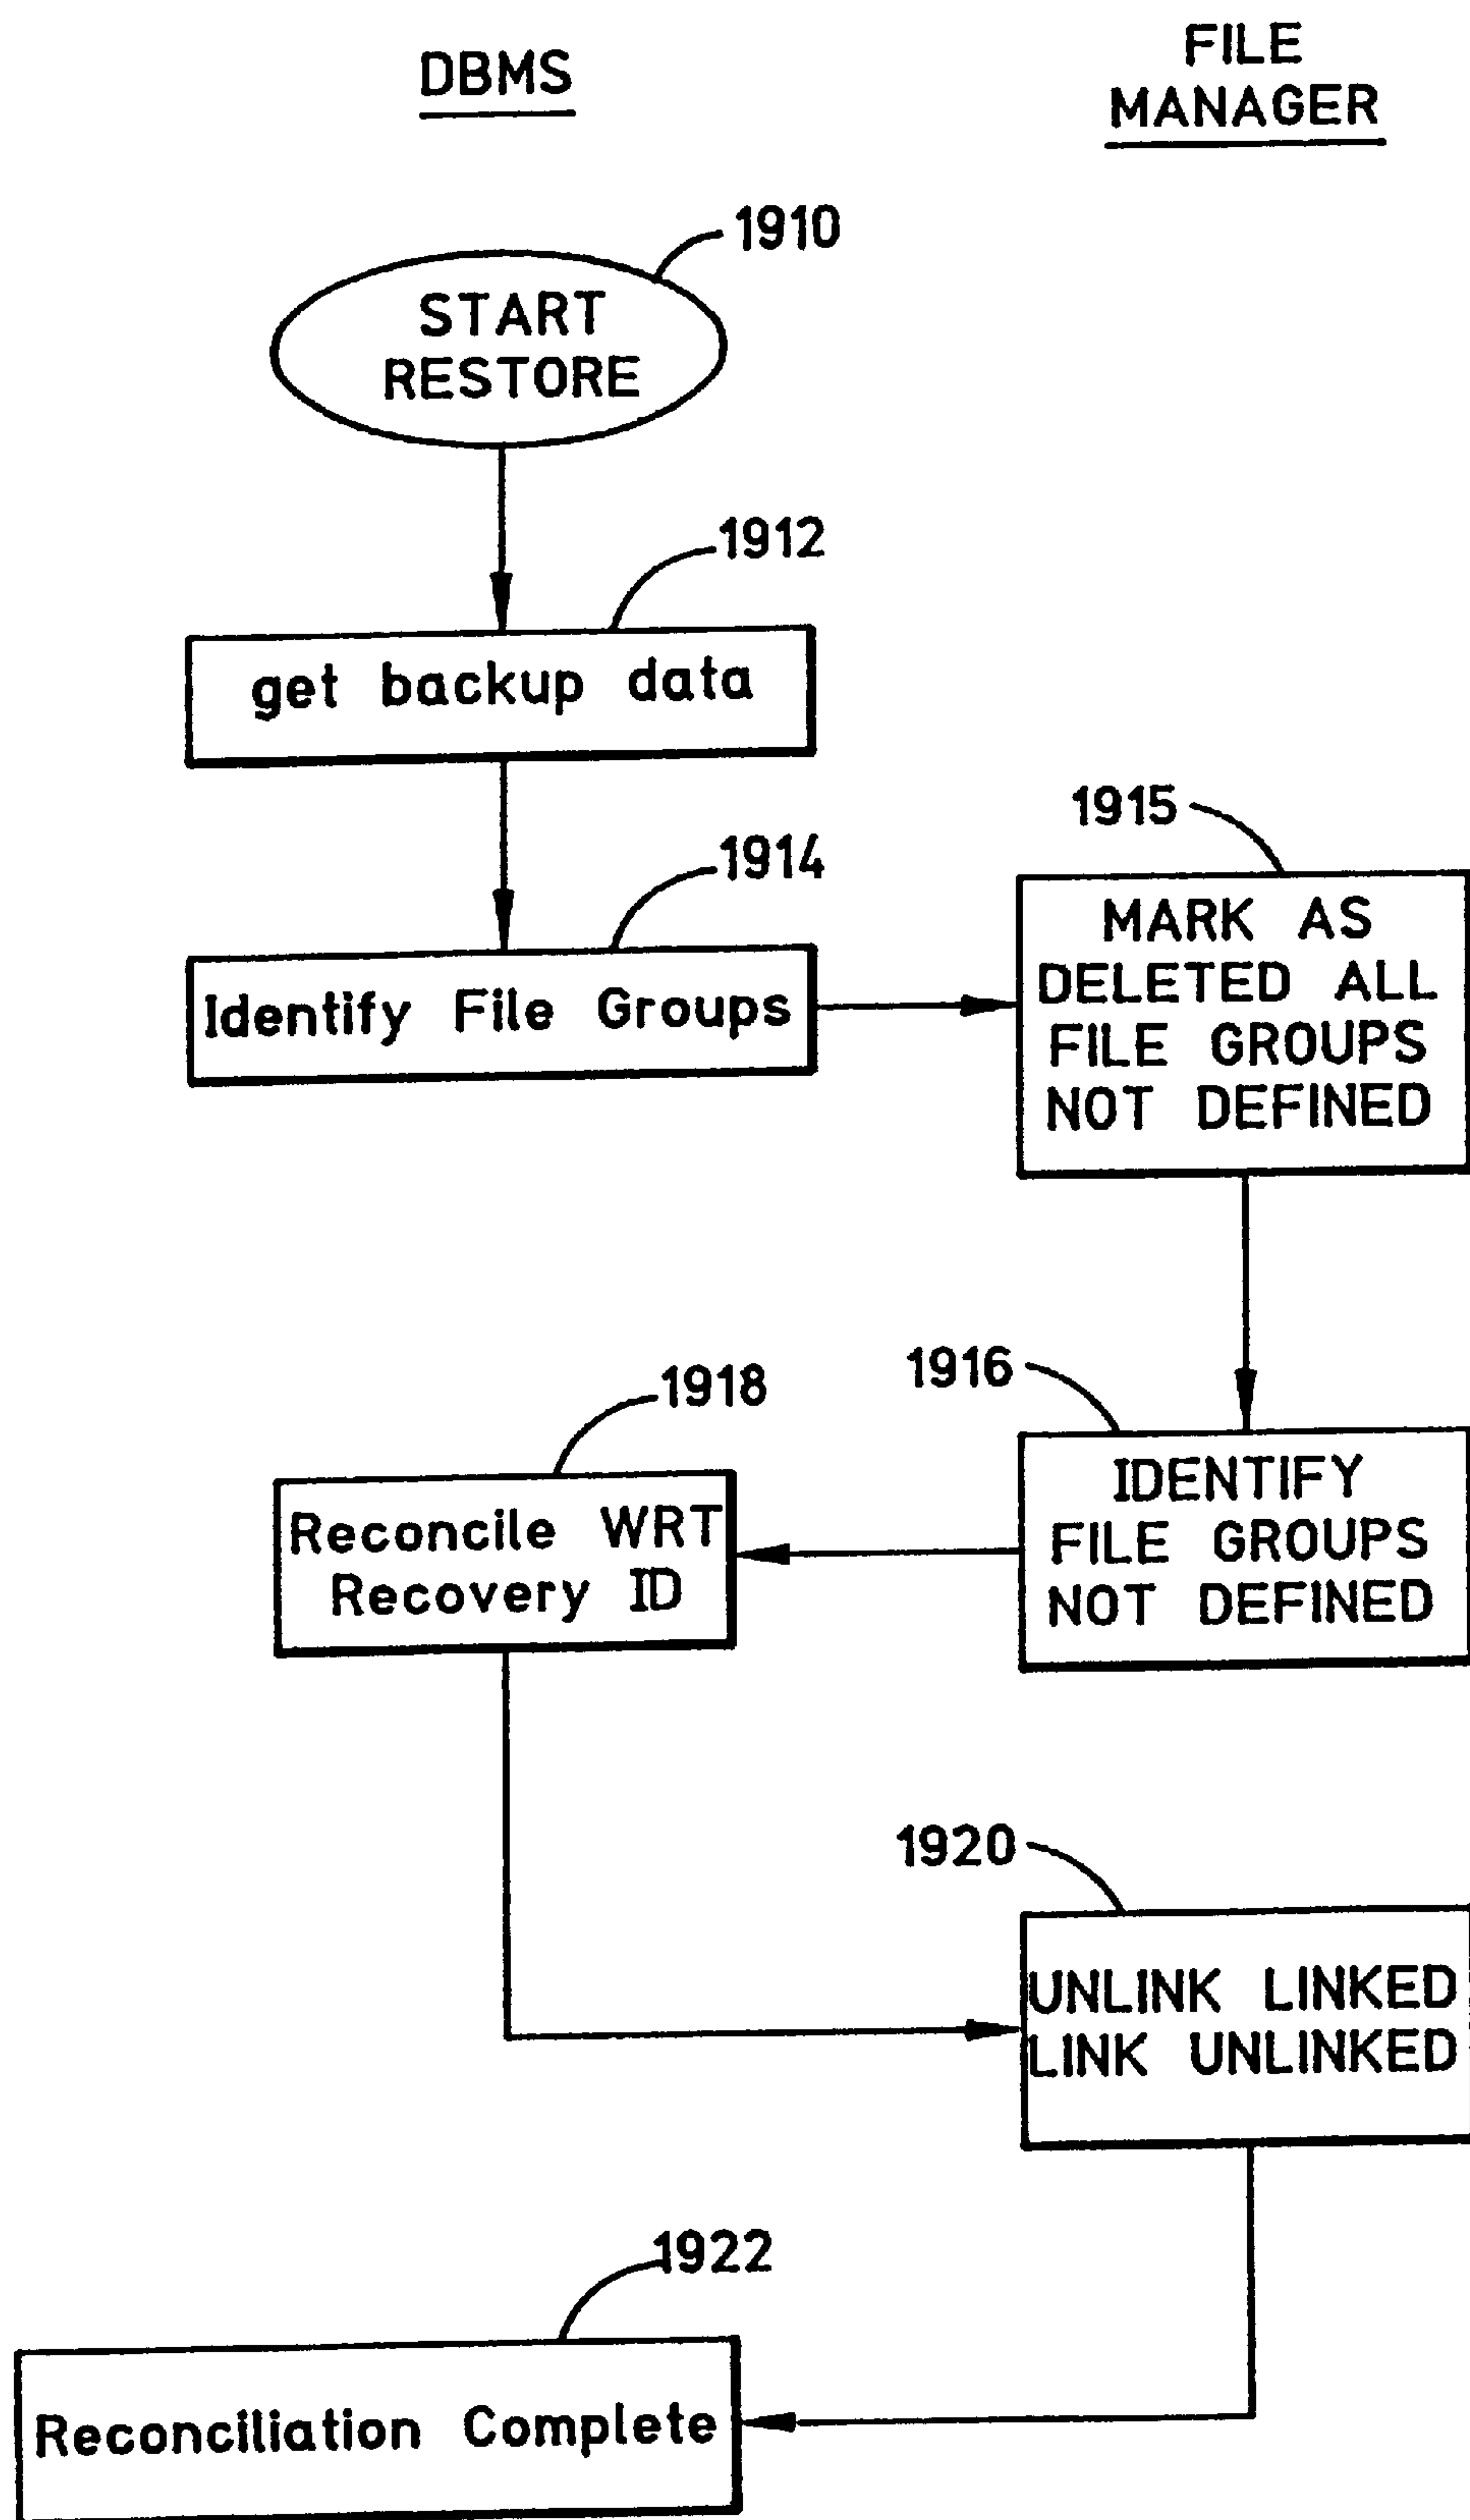 DBMS
FILE
MANAGER
1910
START
RESTORE
1912
get backup data
1914
Identify File Groups
1915
MARK AS
DELETED ALL
FILE GROUPS
NOT DEFINED
1916
IDENTIFY
FILE GROUPS
NOT DEFINED
1918
Reconcile WRT
Recovery ID
1920
UNLINK LINKED
LINK UNLINKED
1922
Reconciliation Complete